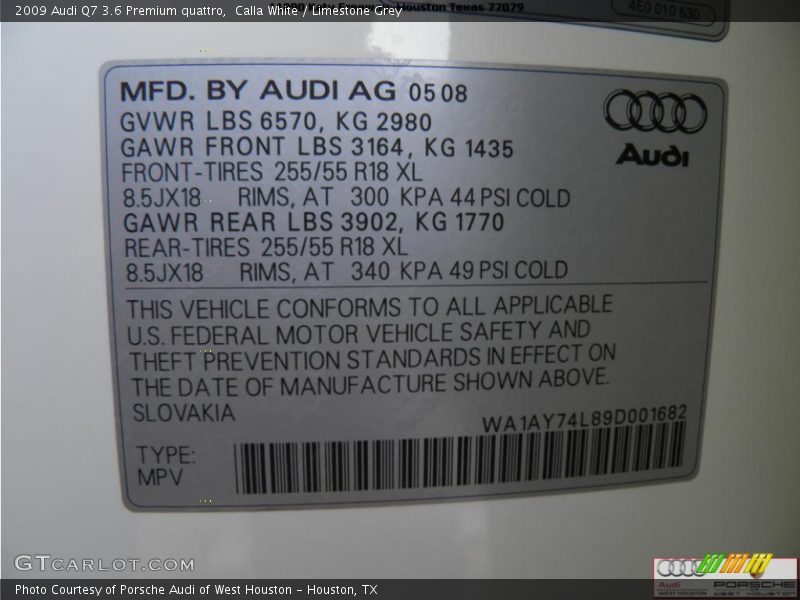 2009 Audi Q7 3.6 Premium quattro,  Calla White / Limestone Grey
Houston Texas 77079
4E0 010 630
MFD. BY AUDI AG 0508
GVWR LBS 6570, KG 2980
GAWR FRONT LBS 3164, KG 1435
FRONT-TIRES 255/55 R18 XL
8.5JX18 RIMS, AT 300 KPA 44 PSI COLD
GAWR REAR LBS 3902, KG 1770
REAR-TIRES 255/55 R18 XL
8.5JX18 RIMS, AT 340 KPA 49 PSI COLD
Audi
THIS VEHICLE CONFORMS TO ALL APPLICABLE
U.S. FEDERAL MOTOR VEHICLE SAFETY AND
THEFT PREVENTION STANDARDS IN EFFECT ON
THE DATE OF MANUFACTURE SHOWN ABOVE.
SLOVAKIA
WA1AY74L89D001682
TYPE:
MPV
GTCARLOT.COM
Audi PORSCHE
WEST HOUSTON WEST HOUSTON
Photo Courtesy of Porsche Audi of West Houston – Houston, TX